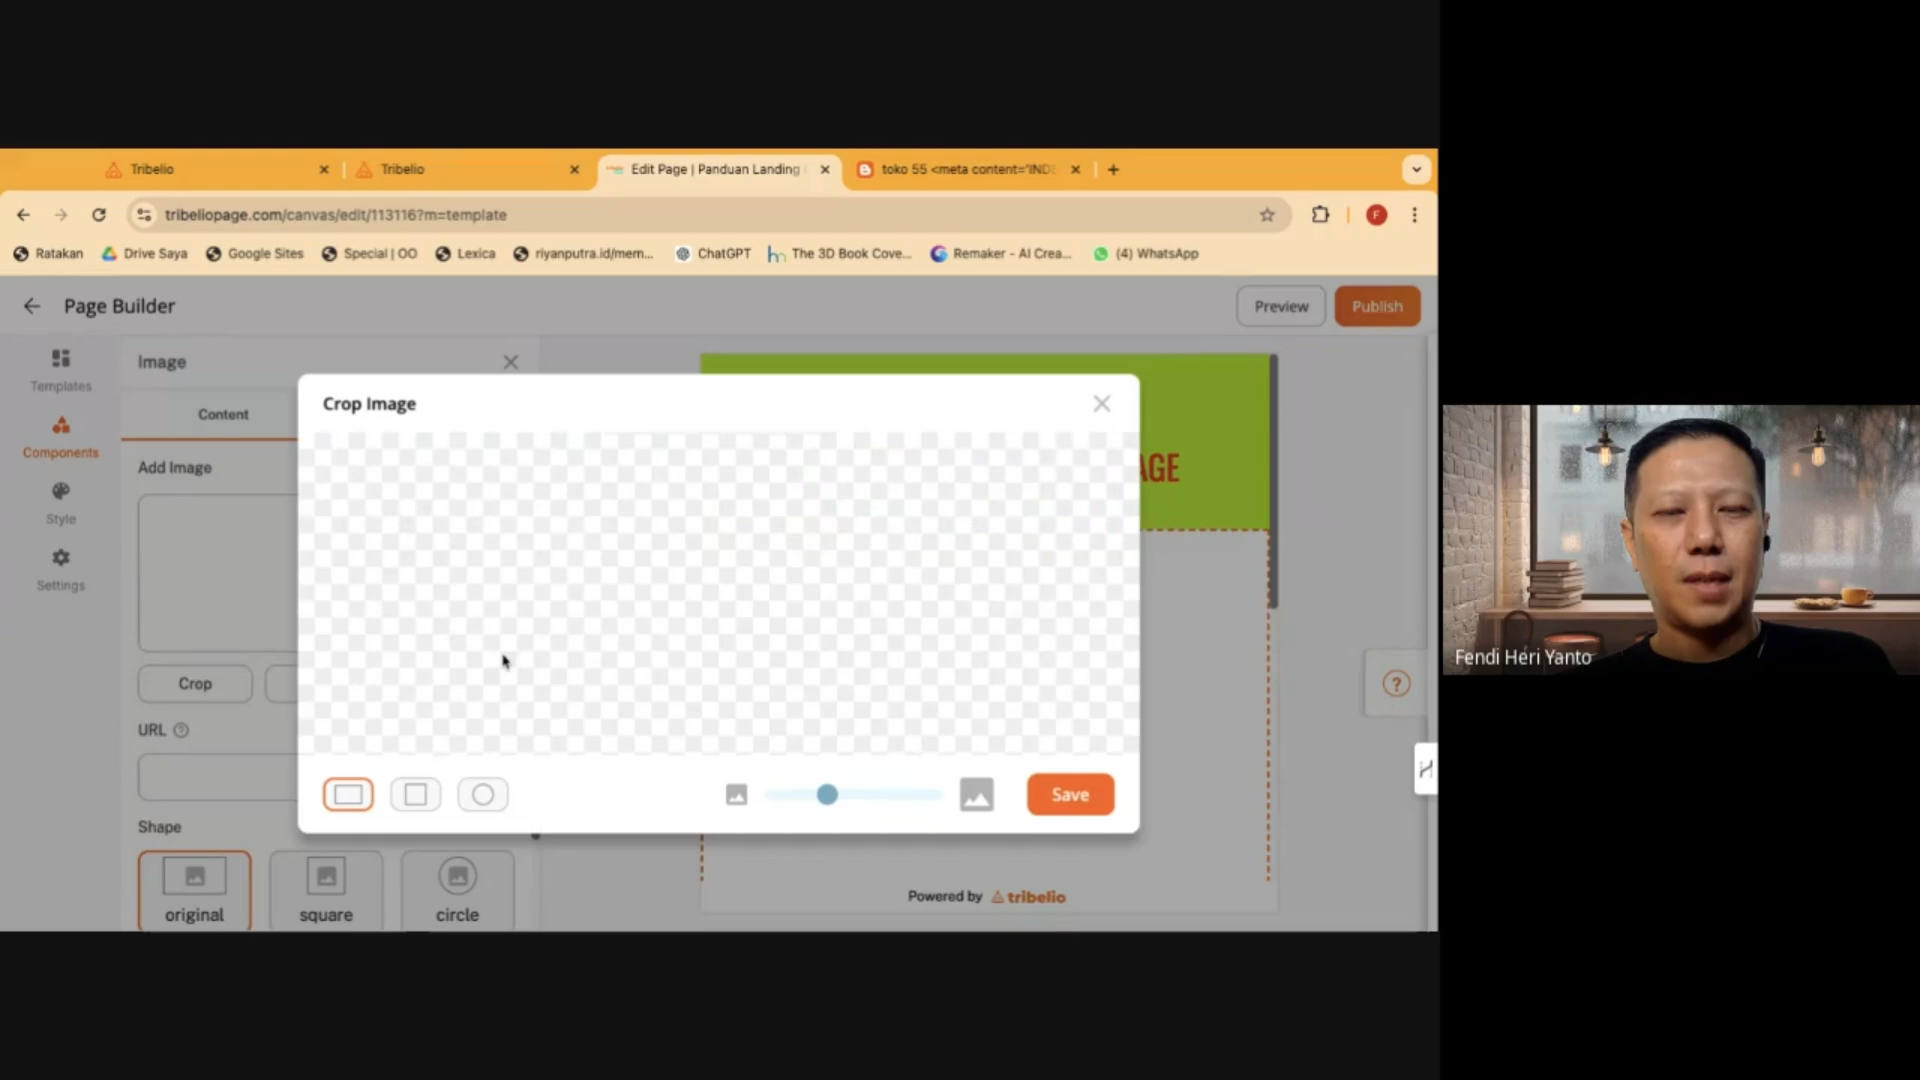 Tribelio
Tribelio
Edit Page | Panduan Landing
toko 55 <meta content="IND
tribeliopage.com/canvas/edit/113116?m=template
F
Ratakan
Drive Saya
Google Sites
Special | OO
Lexica
riyanputra.id/mem...
ChatGPT
The 3D Book Cove...
Remaker - AI Crea...
(4) WhatsApp
Page Builder
Preview
Publish
Templates
Components
Style
Settings
Image
Content
Add Image
Crop
URL
Shape
original
square
circle
Crop Image
Save
AGE
Powered by tribelio
Fendi Heri Yanto